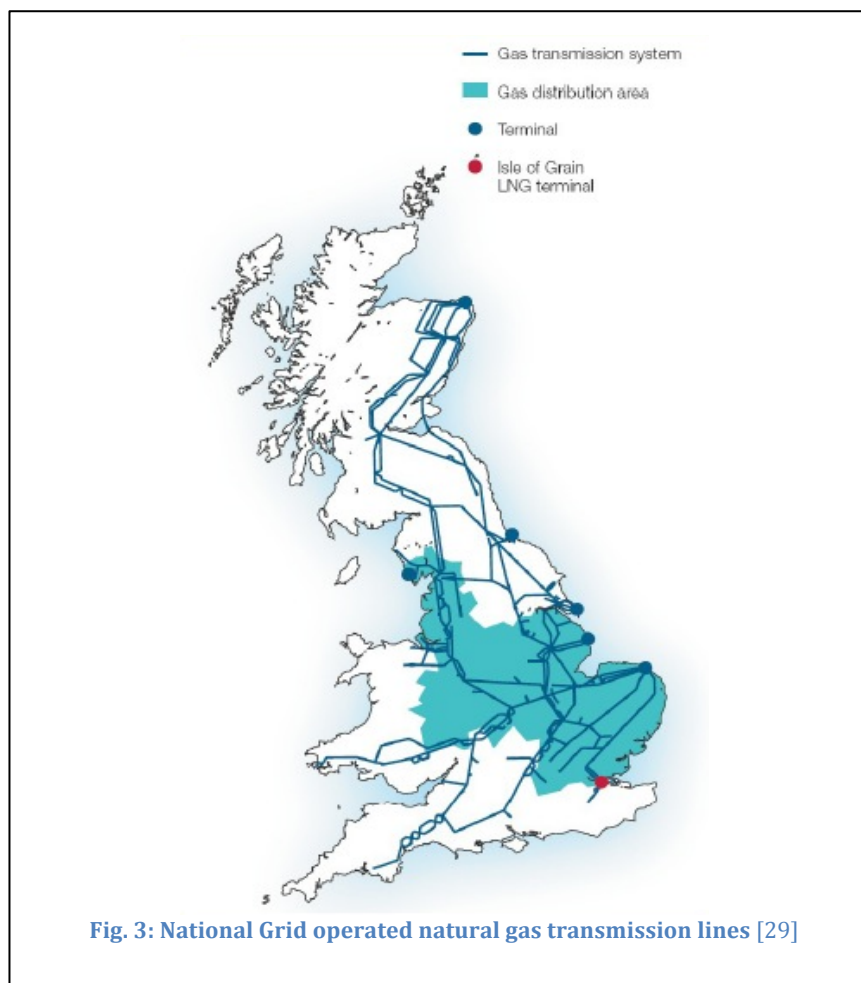 Gas transmission system
Gas distribution area
Terminal
Isle of Grain
LNG terminal
Fig. 3: National Grid operated natural gas transmission lines [29]